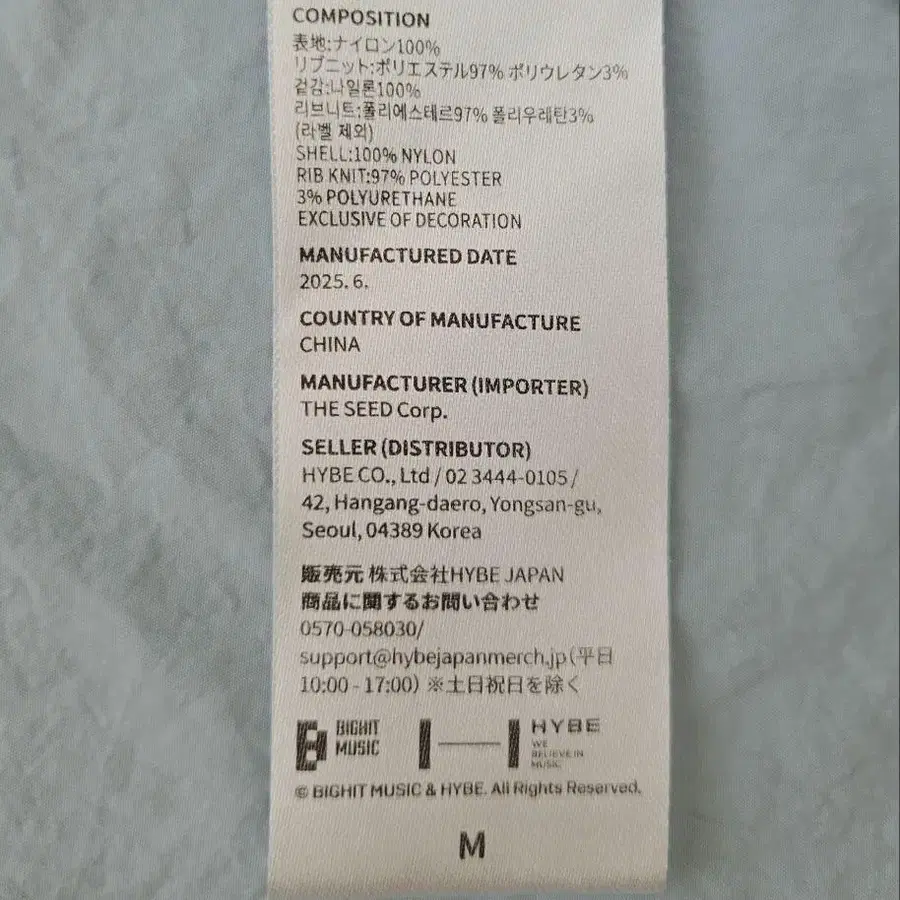 COMPOSITION
表地:ナイロン100%
リブニット:ポリエステル97% ポリウレタン3%
겉감:나일론100%
리브니트:폴리에스테르97% 폴리우레탄3%
(라벨 제외)
SHELL:100% NYLON
RIB KNIT:97% POLYESTER
3% POLYURETHANE
EXCLUSIVE OF DECORATION
MANUFACTURED DATE
2025. 6.
COUNTRY OF MANUFACTURE
CHINA
MANUFACTURER (IMPORTER)
THE SEED Corp.
SELLER (DISTRIBUTOR)
HYBE CO., Ltd / 02 3444-0105 /
42, Hangang-daero, Yongsan-gu,
Seoul, 04389 Korea
販売元 株式会社HYBE JAPAN
商品に関するお問い合わせ
0570-058030/
support@hybejapanmerch.jp(平日
10:00 - 17:00) ※土日祝日を除く
BIGHIT
MUSIC
HYBE
WE
BELIEVE IN
MUSIC
© BIGHIT MUSIC & HYBE. All Rights Reserved.
M